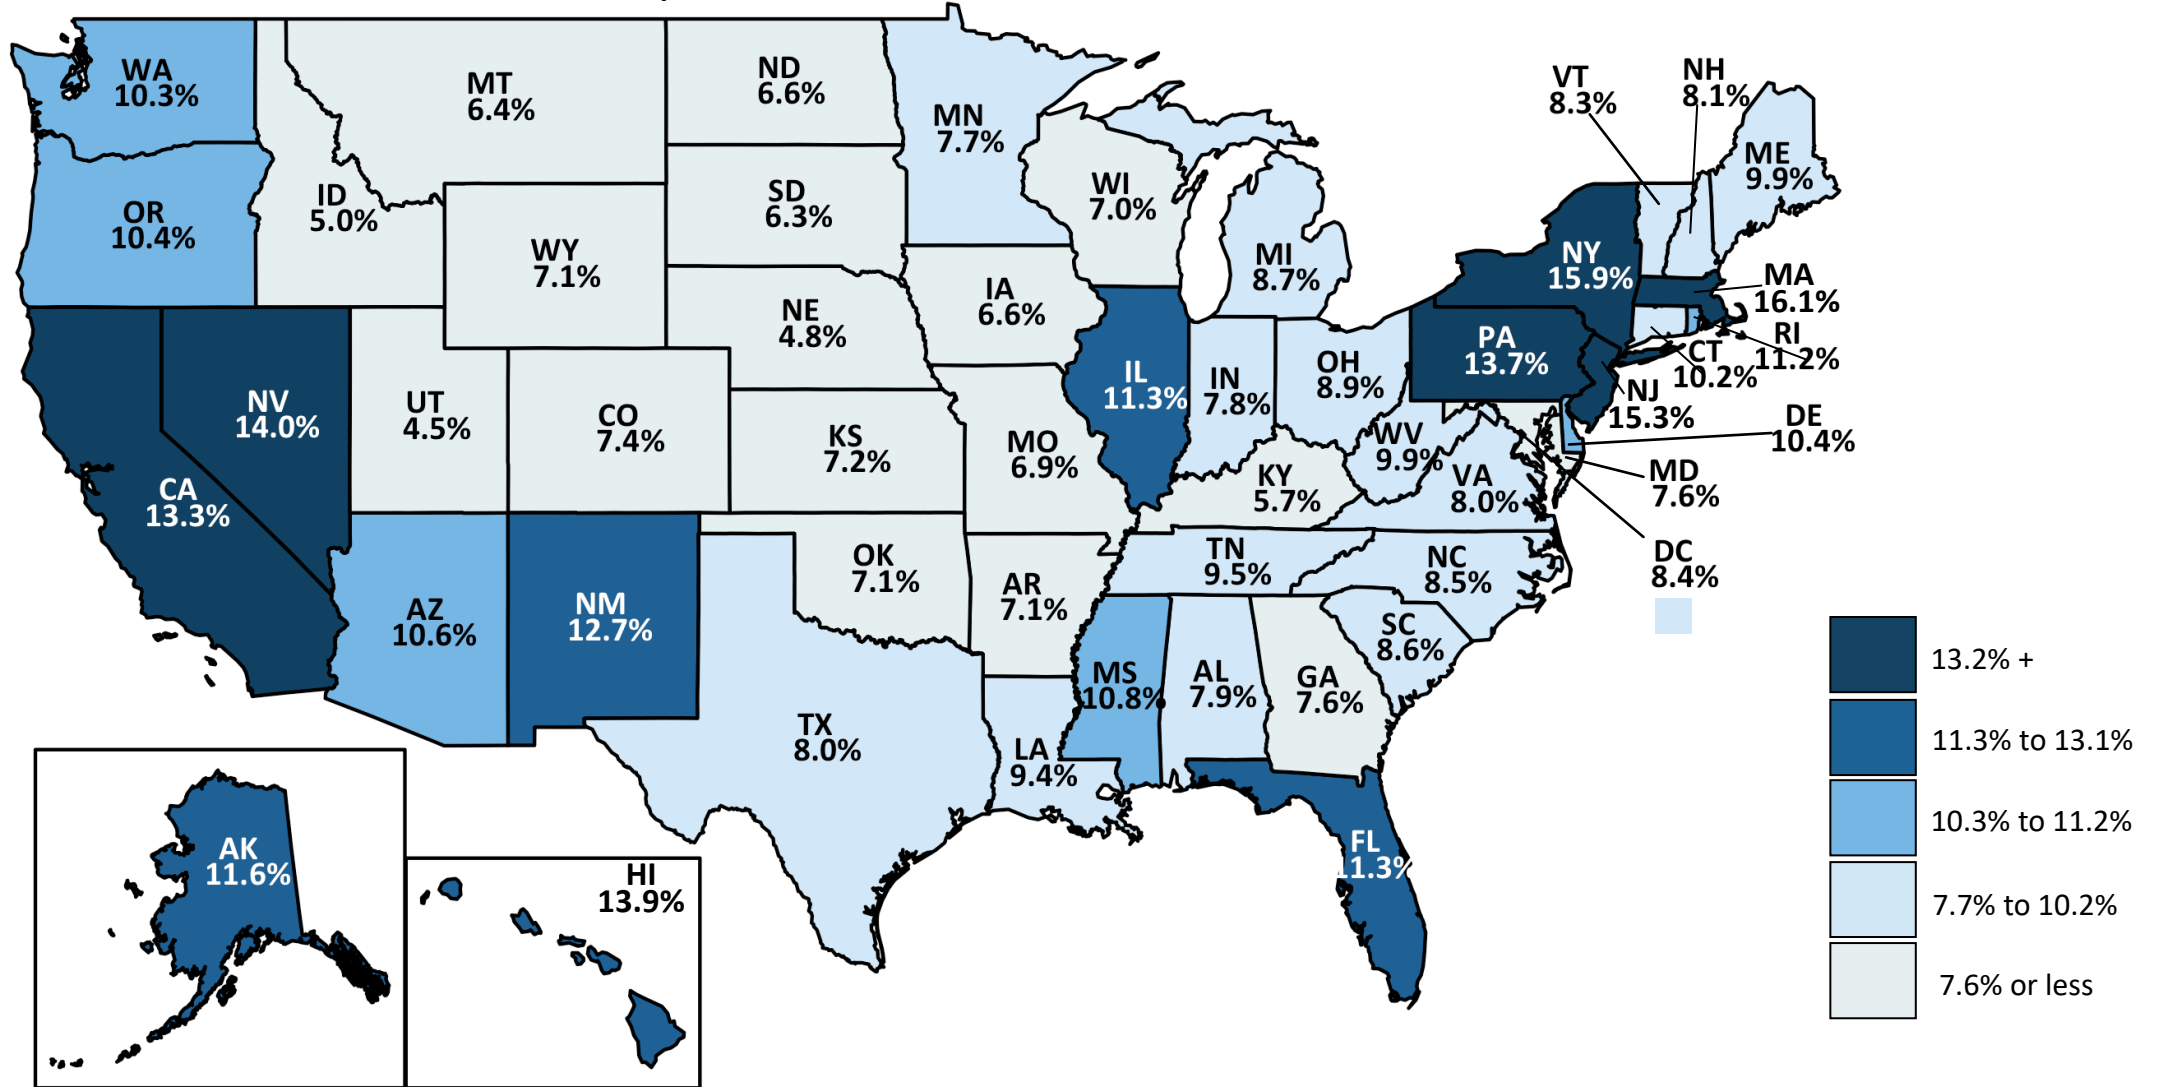 WA
10.3%
MT
6.4%
ND
6.6%
MN
7.7%
VT
8.3%
NH
8.1%
ME
9.9%
OR
10.4%
ID
5.0%
WY
7.1%
SD
6.3%
WI
7.0%
MI
8.7%
NY
15.9%
MA
16.1%
RI
11.2%
CT
10.2%
NE
4.8%
IA
6.6%
PA
13.7%
NJ
15.3%
DE
10.4%
NV
14.0%
UT
4.5%
CO
7.4%
KS
7.2%
MO
6.9%
IL
11.3%
IN
7.8%
OH
8.9%
WV
9.9%
VA
8.0%
MD
7.6%
DC
8.4%
CA
13.3%
KY
5.7%
AZ
10.6%
NM
12.7%
OK
7.1%
AR
7.1%
TN
9.5%
NC
8.5%
SC
8.6%
MS
10.8%
AL
7.9%
GA
7.6%
TX
8.0%
LA
9.4%
FL
11.3%
AK
11.6%
HI
13.9%
13.2% +
11.3% to 13.1%
10.3% to 11.2%
7.7% to 10.2%
7.6% or less